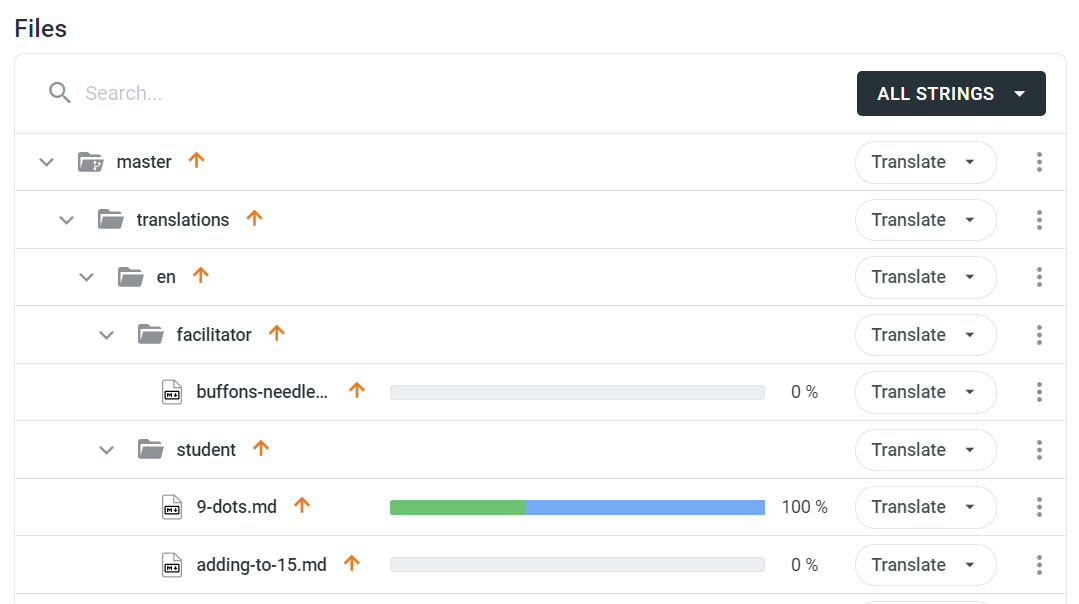 Files
Search...
ALL STRINGS
master Translate
translations Translate
en Translate
facilitator Translate
buffons-needle... 0 % Translate
student Translate
9-dots.md 100 % Translate
adding-to-15.md 0 % Translate